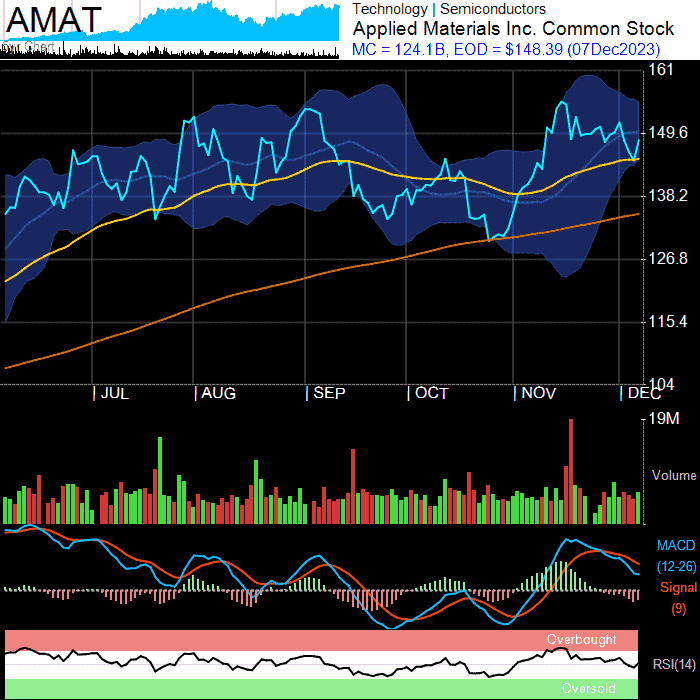 AMAT
Technology | Semiconductors
Applied Materials Inc. Common Stock
MC = 124.1B, EOD = $148.39 (07Dec2023)
161
149.6
138.2
126.8
115.4
104
| JUL | AUG | SEP | OCT | NOV | DEC
19M
Volume
MACD
(12-26)
Signal
(9)
Overbought
RSI(14)
Oversold